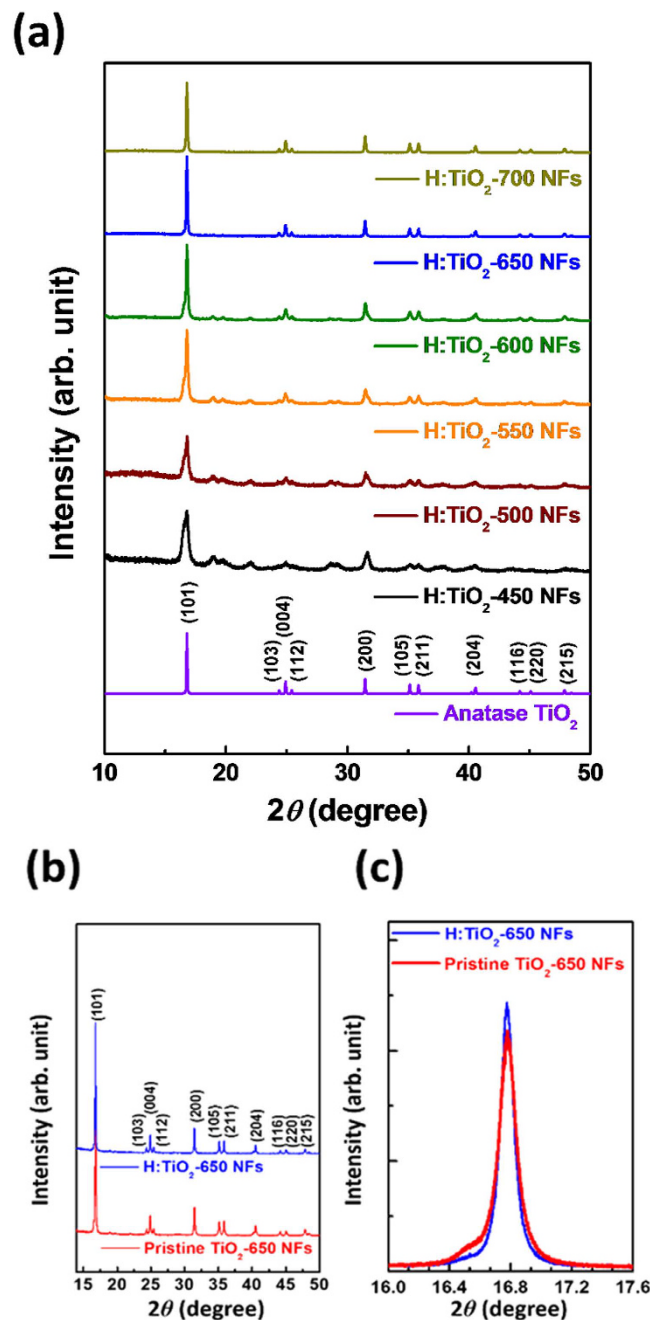 (a)
Intensity (arb. unit)
H:TiO₂-700 NFs
H:TiO₂-650 NFs
H:TiO₂-600 NFs
H:TiO₂-550 NFs
H:TiO₂-500 NFs
H:TiO₂-450 NFs
(101)
(103)
(004)
(112)
(200)
(105)
(211)
(204)
(116)
(220)
(215)
Anatase TiO₂
10 20 30 40 50
2θ (degree)
(b)
Intensity (arb. unit)
(101)
(103)
(004)
(112)
(200)
(105)
(211)
(204)
(116)
(220)
(215)
H:TiO₂-650 NFs
Pristine TiO₂-650 NFs
15 20 25 30 35 40 45 50
2θ (degree)
(c)
Intensity (arb. unit)
H:TiO₂-650 NFs
Pristine TiO₂-650 NFs
16.0 16.4 16.8 17.2 17.6
2θ (degree)